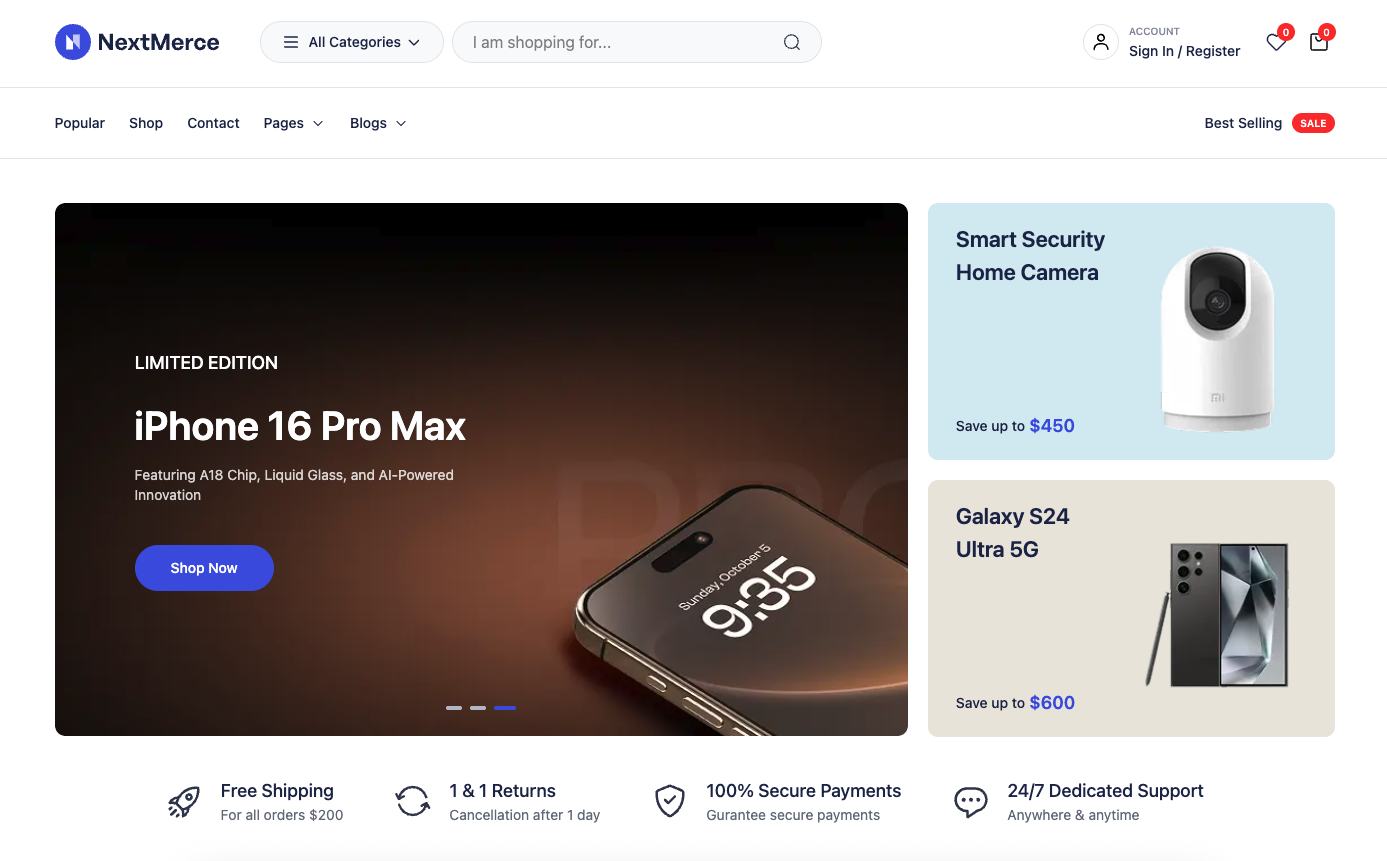 NextMerce
All Categories
I am shopping for...
ACCOUNT
Sign In / Register
0
0
Popular
Shop
Contact
Pages
Blogs
Best Selling
SALE
LIMITED EDITION
iPhone 16 Pro Max
Featuring A18 Chip, Liquid Glass, and AI-Powered
Innovation
Shop Now
PRO
Sunday, October 5
9:35
Smart Security
Home Camera
mi
Save up to $450
Galaxy S24
Ultra 5G
Save up to $600
Free Shipping
For all orders $200
1 & 1 Returns
Cancellation after 1 day
100% Secure Payments
Gurantee secure payments
24/7 Dedicated Support
Anywhere & anytime